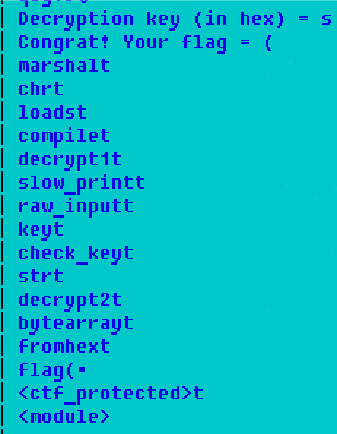 Decryption key (in hex) = s
Congrat! Your flag = (
marshalt
chrt
loadst
compilet
decrypt1t
slow_printt
raw_inputt
keyt
check_keyt
strt
decrypt2t
bytearrayt
fromhext
flag(▪
<ctf_protected>t
<module>